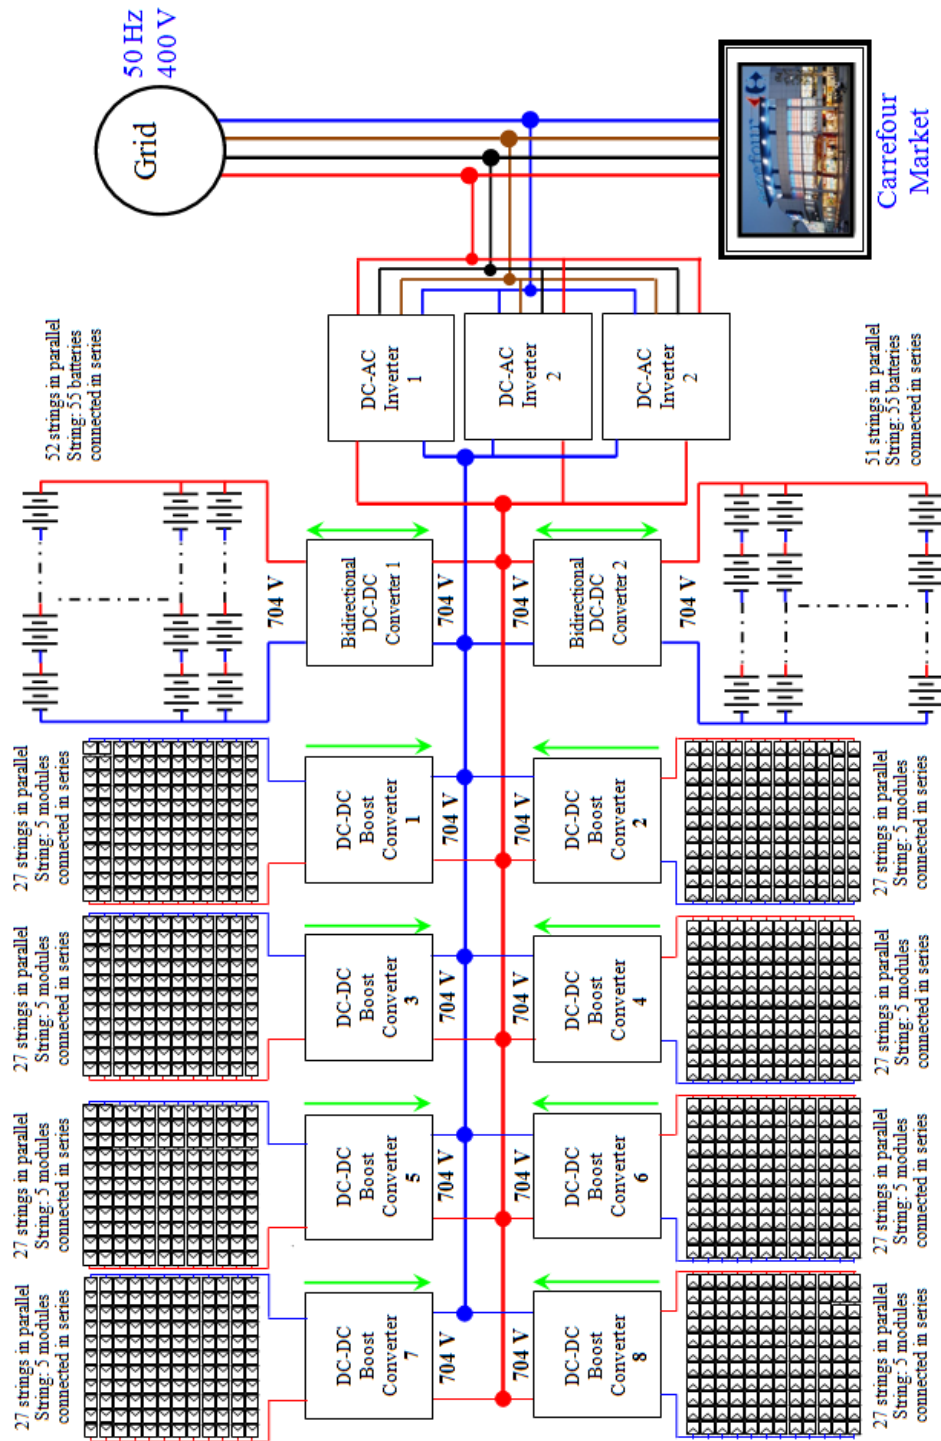 27 strings in parallel
String: 5 modules
connected in series
27 strings in parallel
String: 5 modules
connected in series
27 strings in parallel
String: 5 modules
connected in series
27 strings in parallel
String: 5 modules
connected in series
52 strings in parallel
String: 55 batteries
connected in series
50 Hz
400 V
Grid
704 V
DC-DC
Boost
Converter
7
DC-DC
Boost
Converter
5
DC-DC
Boost
Converter
3
DC-DC
Boost
Converter
1
Bidirectional
DC-DC
Converter 1
DC-AC
Inverter
1
704 V
704 V
704 V
704 V
704 V
DC-AC
Inverter
2
704 V
704 V
704 V
704 V
704 V
DC-DC
Boost
Converter
8
DC-DC
Boost
Converter
6
DC-DC
Boost
Converter
4
DC-DC
Boost
Converter
2
Bidirectional
DC-DC
Converter 2
DC-AC
Inverter
2
704 V
27 strings in parallel
String: 5 modules
connected in series
27 strings in parallel
String: 5 modules
connected in series
27 strings in parallel
String: 5 modules
connected in series
27 strings in parallel
String: 5 modules
connected in series
51 strings in parallel
String: 55 batteries
connected in series
Carrefour
Market